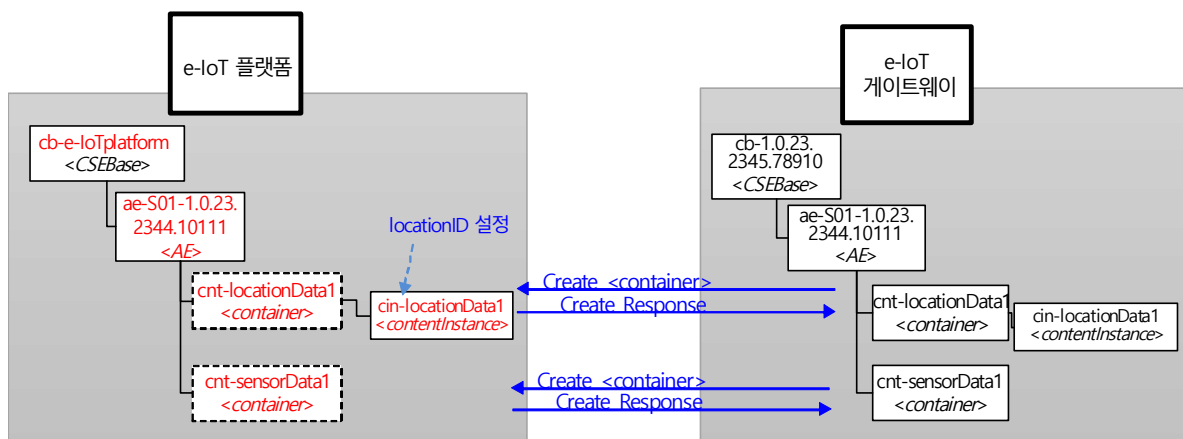 e-IoT 플랫폼
cb-e-IoTplatform
<CSEBase>
ae-S01-1.0.23.
2344.10111
<AE>
locationID 설정
cnt-locationData1
<container>
cin-locationData1
<contentInstance>
cnt-sensorData1
<container>
Create <container>
Create Response
Create <container>
Create Response
e-IoT
게이트웨이
cb-1.0.23.
2345.78910
<CSEBase>
ae-S01-1.0.23.
2344.10111
<AE>
cnt-locationData1
<container>
cin-locationData1
<contentInstance>
cnt-sensorData1
<container>